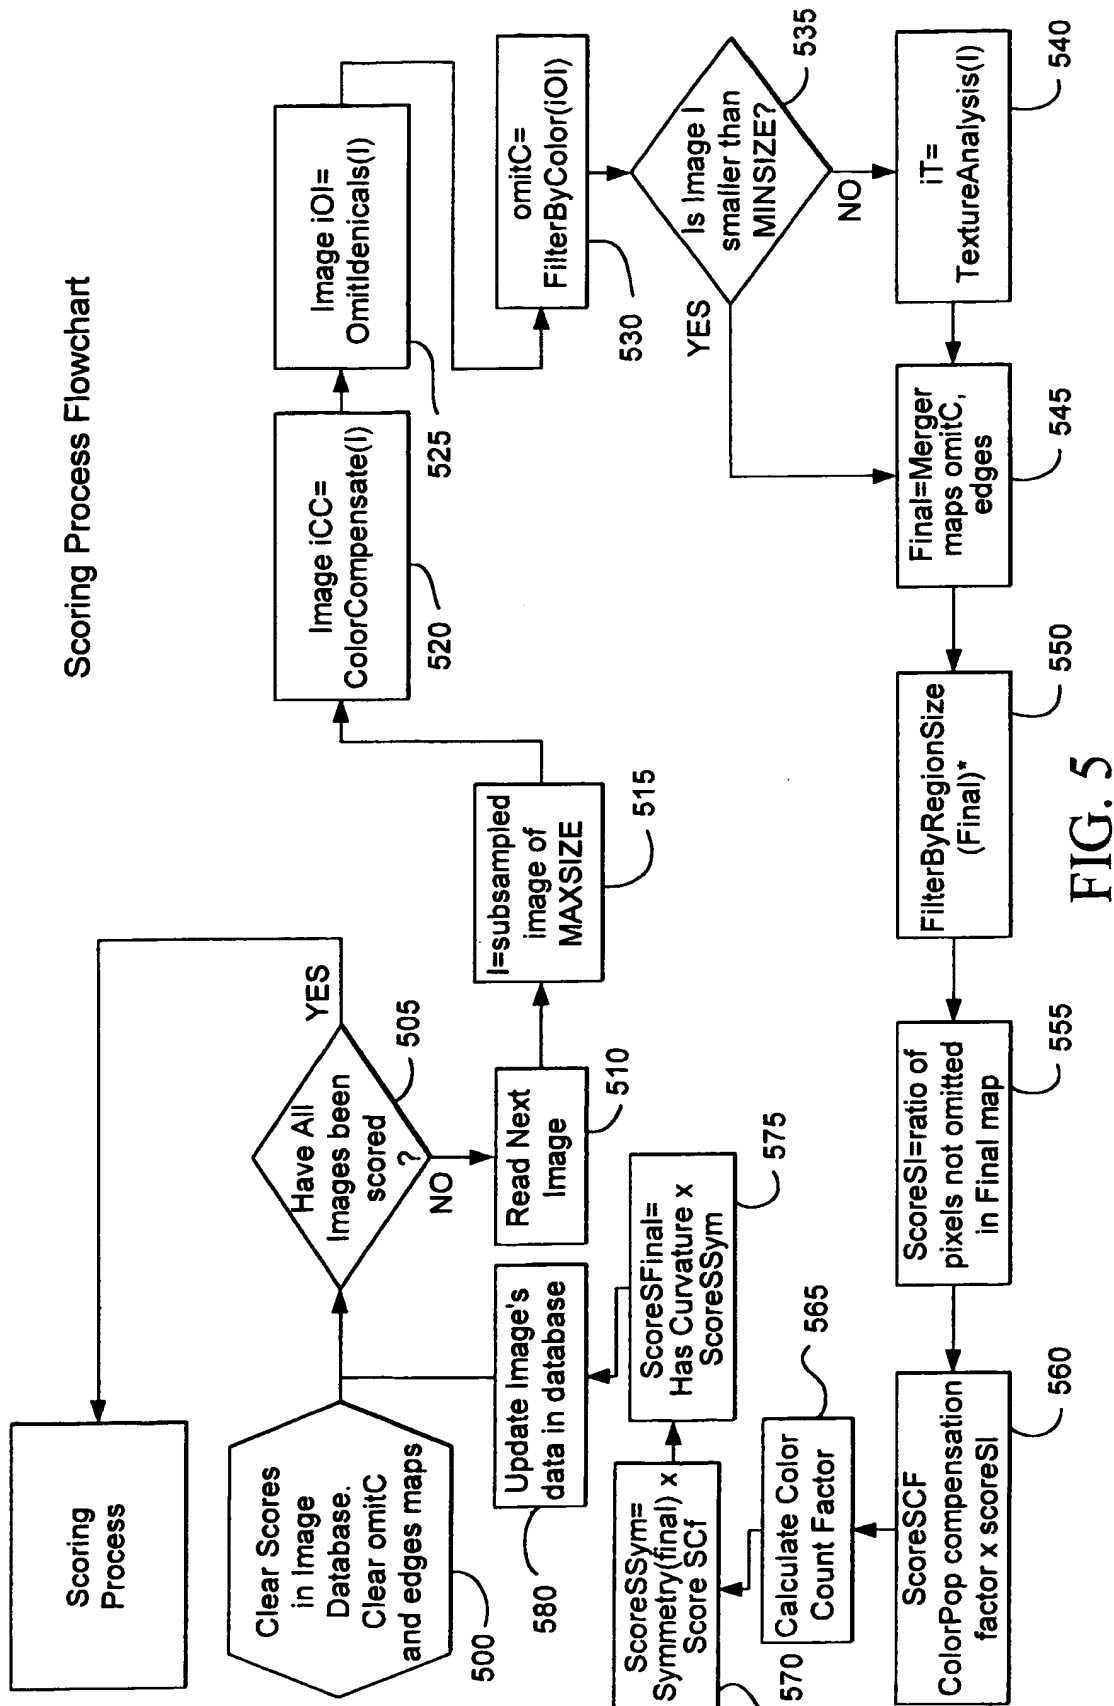 Scoring Process Flowchart
Scoring
Process
Clear Scores
in Image
Database.
Clear omitC
and edges maps
500
Have All
Images been
scored
?
505
YES
NO
Read Next
Image
510
I=subsampled
image of
MAXSIZE
515
Image iCC=
ColorCompensate(I)
520
Image iOI=
OmitIdenicals(I)
525
omitC=
FilterByColor(iOI)
530
Is Image I
smaller than
MINSIZE?
535
YES
NO
iT=
TextureAnalysis(I)
540
Final=Merger
maps omitC,
edges
545
FilterByRegionSize
(Final)*
550
ScoreSI=ratio of
pixels not omitted
in Final map
555
ScoreSCF
ColorPop compensation
factor x scoreSI
560
Calculate Color
Count Factor
565
ScoreSSym=
Symmetry(final) x
Score SCf
570
ScoreSFinal=
Has Curvature x
ScoreSSym
575
Update Image's
data in database
580
FIG. 5